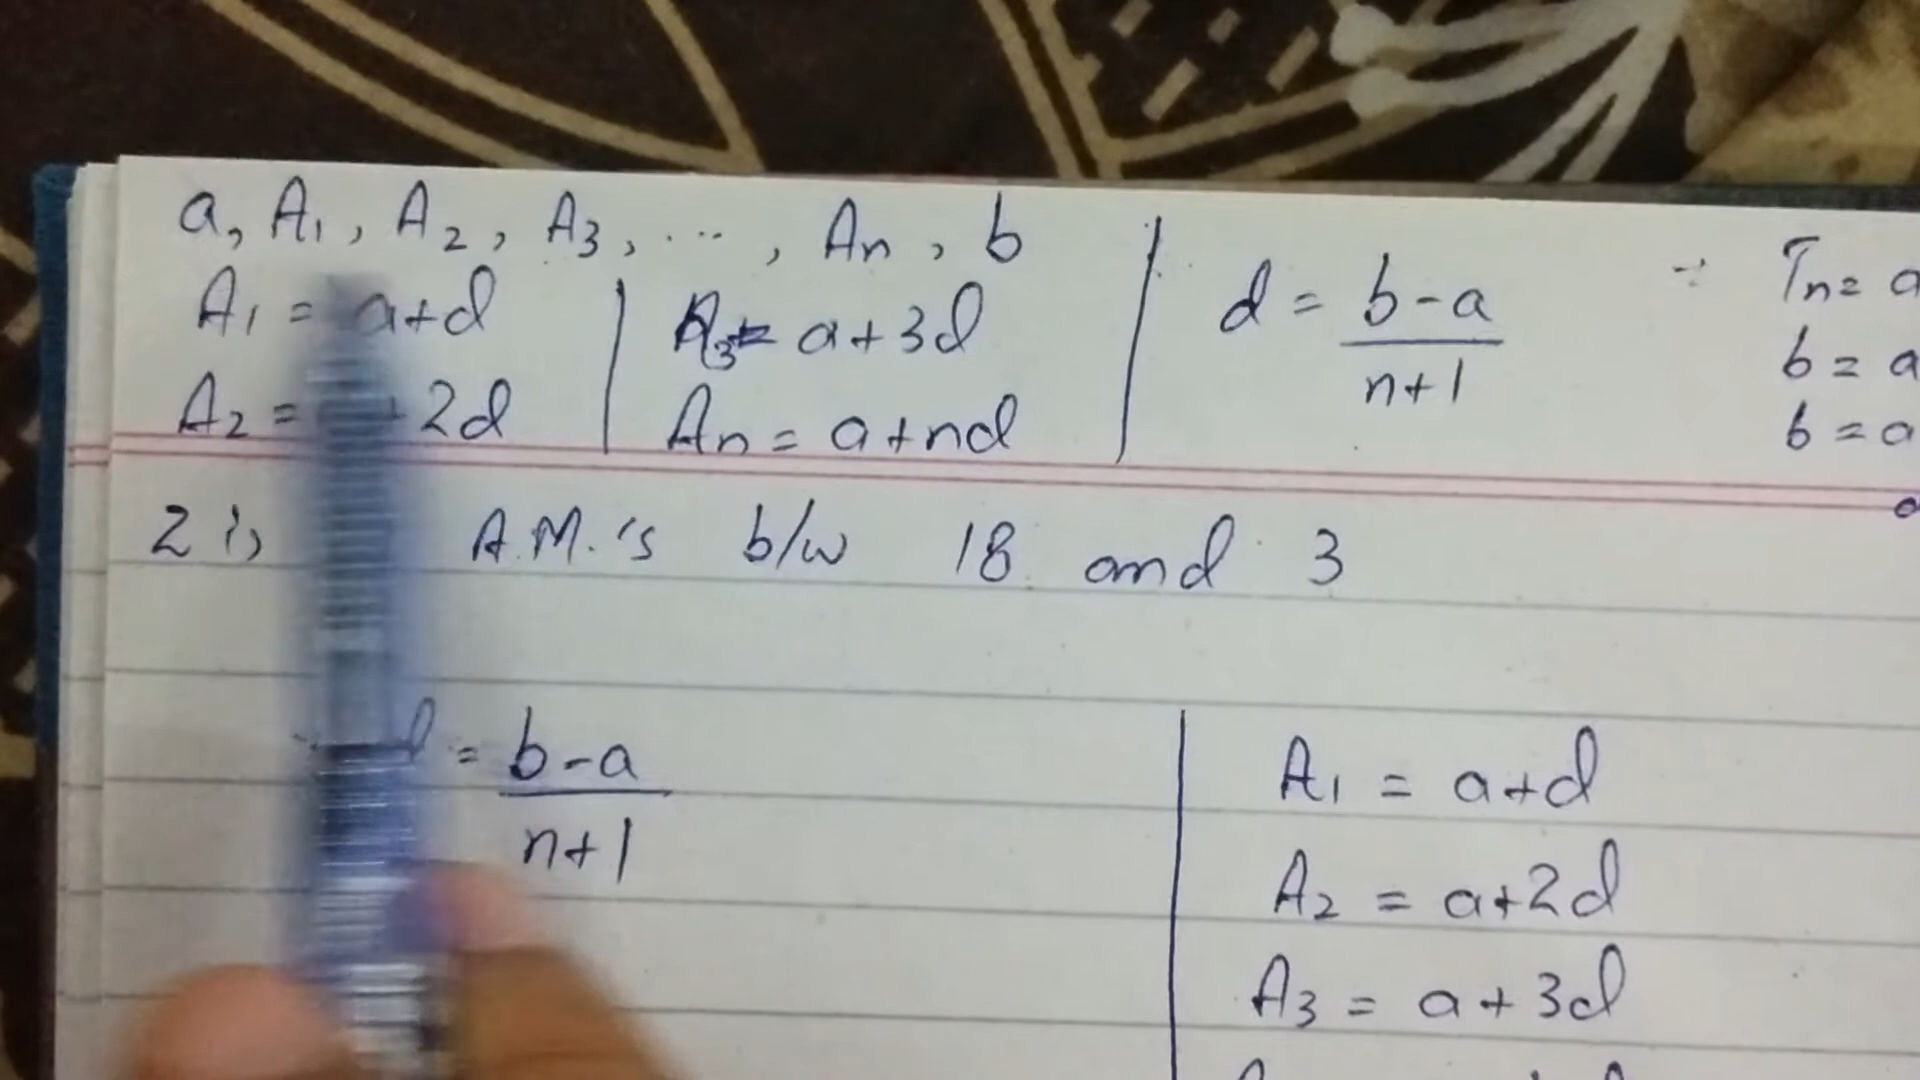 a, A₁, A₂, A₃, ..., Aₙ, b
A₁ = a+d
A₂ = + 2d
A₃ = a+3d
Aₙ = a+nd
d = b-a
n+1
Tₙ = a
b = a
b = a
2 i) A.M.'s b/w 18 and 3
d = b-a
n+1
A₁ = a+d
A₂ = a+2d
A₃ = a+3d